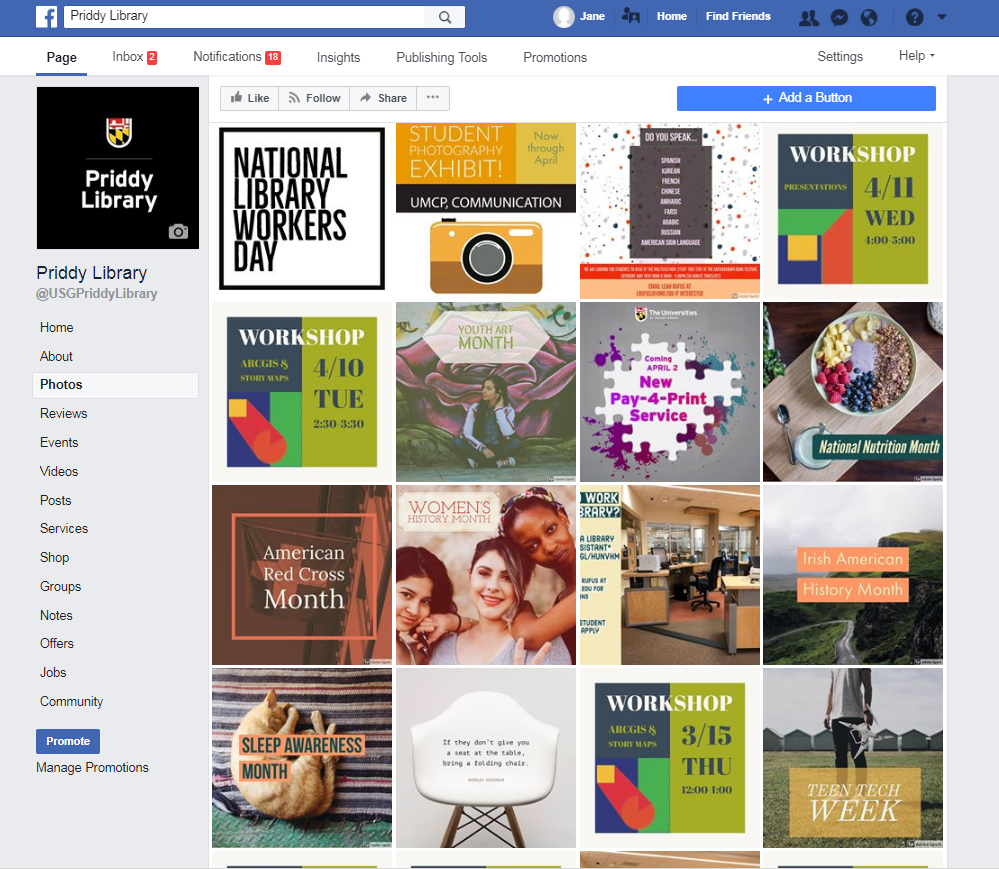 Priddy Library
Jane
Home
Find Friends
Page
Inbox 2
Notifications 18
Insights
Publishing Tools
Promotions
Settings
Help
Like
Follow
Share
+ Add a Button
Priddy
Library
Priddy Library
@USGPriddyLibrary
Home
About
Photos
Reviews
Events
Videos
Posts
Services
Shop
Groups
Notes
Offers
Jobs
Community
Promote
Manage Promotions
NATIONAL
LIBRARY
WORKERS
DAY
STUDENT
PHOTOGRAPHY
EXHIBIT!
Now
through
April
UMCP, COMMUNICATION
DO YOU SPEAK...
SPANISH
KOREAN
FRENCH
CHINESE
AMHARIC
FARSI
ARABIC
RUSSIAN
AMERICAN SIGN LANGUAGE
WORKSHOP
PRESENTATIONS
4/11
WED
4:00-5:00
WORKSHOP
ARCGIS &
STORY MAPS
4/10
TUE
2:30-3:30
YOUTH ART
MONTH
The Universities
Coming
APRIL 2
New
Pay-4-Print
Service
National Nutrition Month
American
Red Cross
Month
WOMEN'S
HISTORY MONTH
WORK
BRARY?
A LIBRARY
SISTANT*
GL/HUNVHM
RUFUS AT
.EDU FOR
NS
STUDENT
APPLY
Irish American
History Month
SLEEP AWARENESS
MONTH
If they don't give you
a seat at the table,
bring a folding chair.
SHIRLEY CHISHOLM
WORKSHOP
ARCGIS &
STORY MAPS
3/15
THU
12:00-1:00
TEEN TECH
WEEK